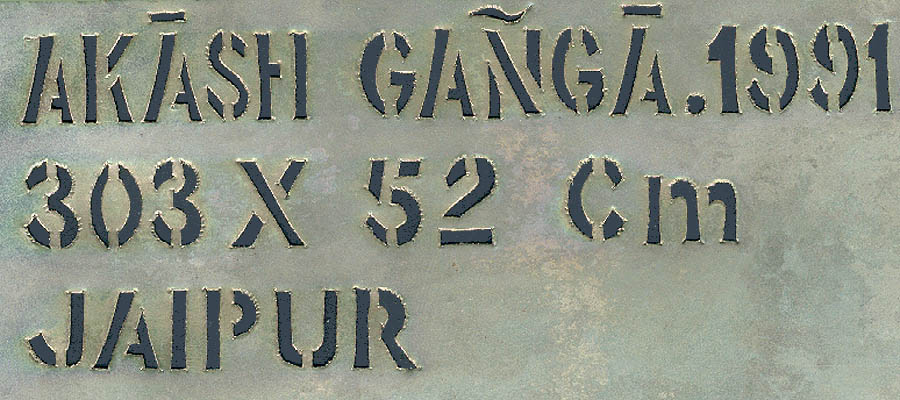 AKĀSH GAÑGĀ.1991
303 X 52 Cm
JAIPUR